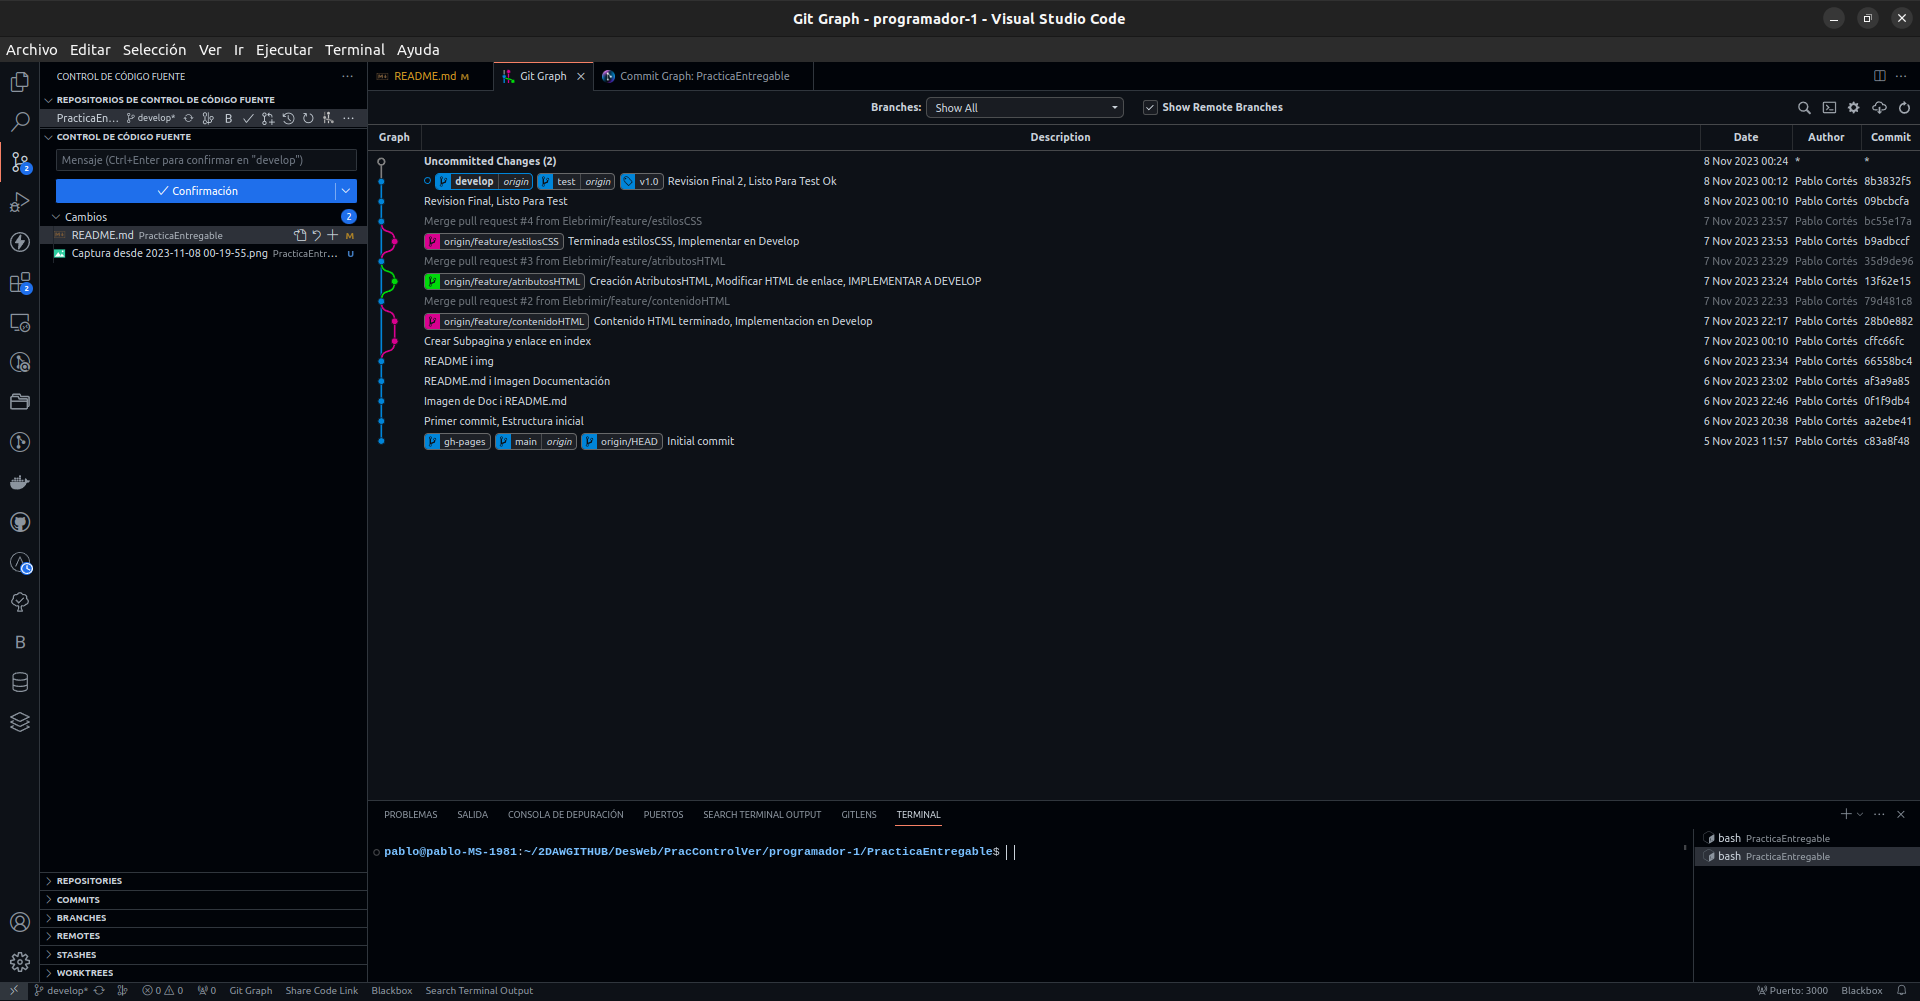 Git Graph - programador-1 - Visual Studio Code
Archivo Editar Selección Ver Ir Ejecutar Terminal Ayuda
CONTROL DE CÓDIGO FUENTE
README.md M
Git Graph
Commit Graph: PracticaEntregable
REPOSITORIOS DE CONTROL DE CÓDIGO FUENTE
PracticaEn... develop* B
CONTROL DE CÓDIGO FUENTE
Mensaje (Ctrl+Enter para confirmar en "develop")
Confirmación
Cambios 2
README.md PracticaEntregable M
Captura desde 2023-11-08 00-19-55.png PracticaEntr... U
2
2
B
Branches: Show All Show Remote Branches
Graph Description Date Author Commit
Uncommitted Changes (2) 8 Nov 2023 00:24 * *
develop origin test origin v1.0 Revision Final 2, Listo Para Test Ok 8 Nov 2023 00:12 Pablo Cortés 8b3832f5
Revision Final, Listo Para Test 8 Nov 2023 00:10 Pablo Cortés 09bcbcfa
Merge pull request #4 from Elebrimir/feature/estilosCSS 7 Nov 2023 23:57 Pablo Cortés bc55e17a
origin/feature/estilosCSS Terminada estilosCSS, Implementar en Develop 7 Nov 2023 23:53 Pablo Cortés b9adbccf
Merge pull request #3 from Elebrimir/feature/atributosHTML 7 Nov 2023 23:29 Pablo Cortés 35d9de96
origin/feature/atributosHTML Creación AtributosHTML, Modificar HTML de enlace, IMPLEMENTAR A DEVELOP 7 Nov 2023 23:24 Pablo Cortés 13f62e15
Merge pull request #2 from Elebrimir/feature/contenidoHTML 7 Nov 2023 22:33 Pablo Cortés 79d481c8
origin/feature/contenidoHTML Contenido HTML terminado, Implementacion en Develop 7 Nov 2023 22:17 Pablo Cortés 28b0e882
Crear Subpagina y enlace en index 7 Nov 2023 00:10 Pablo Cortés cffc66fc
README i img 6 Nov 2023 23:34 Pablo Cortés 66558bc4
README.md i Imagen Documentación 6 Nov 2023 23:02 Pablo Cortés af3a9a85
Imagen de Doc i README.md 6 Nov 2023 22:46 Pablo Cortés 0f1f9db4
Primer commit, Estructura inicial 6 Nov 2023 20:38 Pablo Cortés aa2ebe41
gh-pages main origin origin/HEAD Initial commit 5 Nov 2023 11:57 Pablo Cortés c83a8f48
PROBLEMAS SALIDA CONSOLA DE DEPURACIÓN PUERTOS SEARCH TERMINAL OUTPUT GITLENS TERMINAL
pablo@pablo-MS-1981:~/2DAWGITHUB/DesWeb/PracControlVer/programador-1/PracticaEntregable$
bash PracticaEntregable
bash PracticaEntregable
REPOSITORIES
COMMITS
BRANCHES
REMOTES
STASHES
WORKTREES
develop* 0 0 0 Git Graph Share Code Link Blackbox Search Terminal Output Puerto: 3000 Blackbox